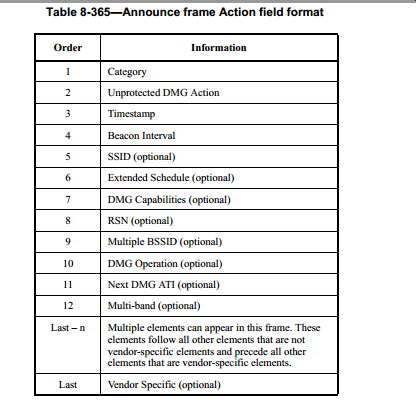 Table 8-365—Announce frame Action field format
Order Information
1 Category
2 Unprotected DMG Action
3 Timestamp
4 Beacon Interval
5 SSID (optional)
6 Extended Schedule (optional)
7 DMG Capabilities (optional)
8 RSN (optional)
9 Multiple BSSID (optional)
10 DMG Operation (optional)
11 Next DMG ATI (optional)
12 Multi-band (optional)
Last – n Multiple elements can appear in this frame. These
elements follow all other elements that are not
vendor-specific elements and precede all other
elements that are vendor-specific elements.
Last Vendor Specific (optional)